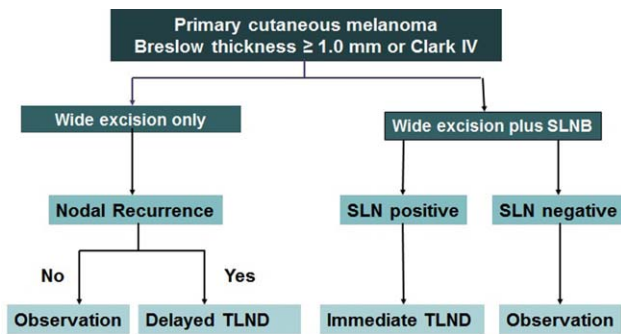 Primary cutaneous melanoma
Breslow thickness ≥ 1.0 mm or Clark IV
Wide excision only
Wide excision plus SLNB
Nodal Recurrence
SLN positive
SLN negative
No
Yes
Observation
Delayed TLND
Immediate TLND
Observation